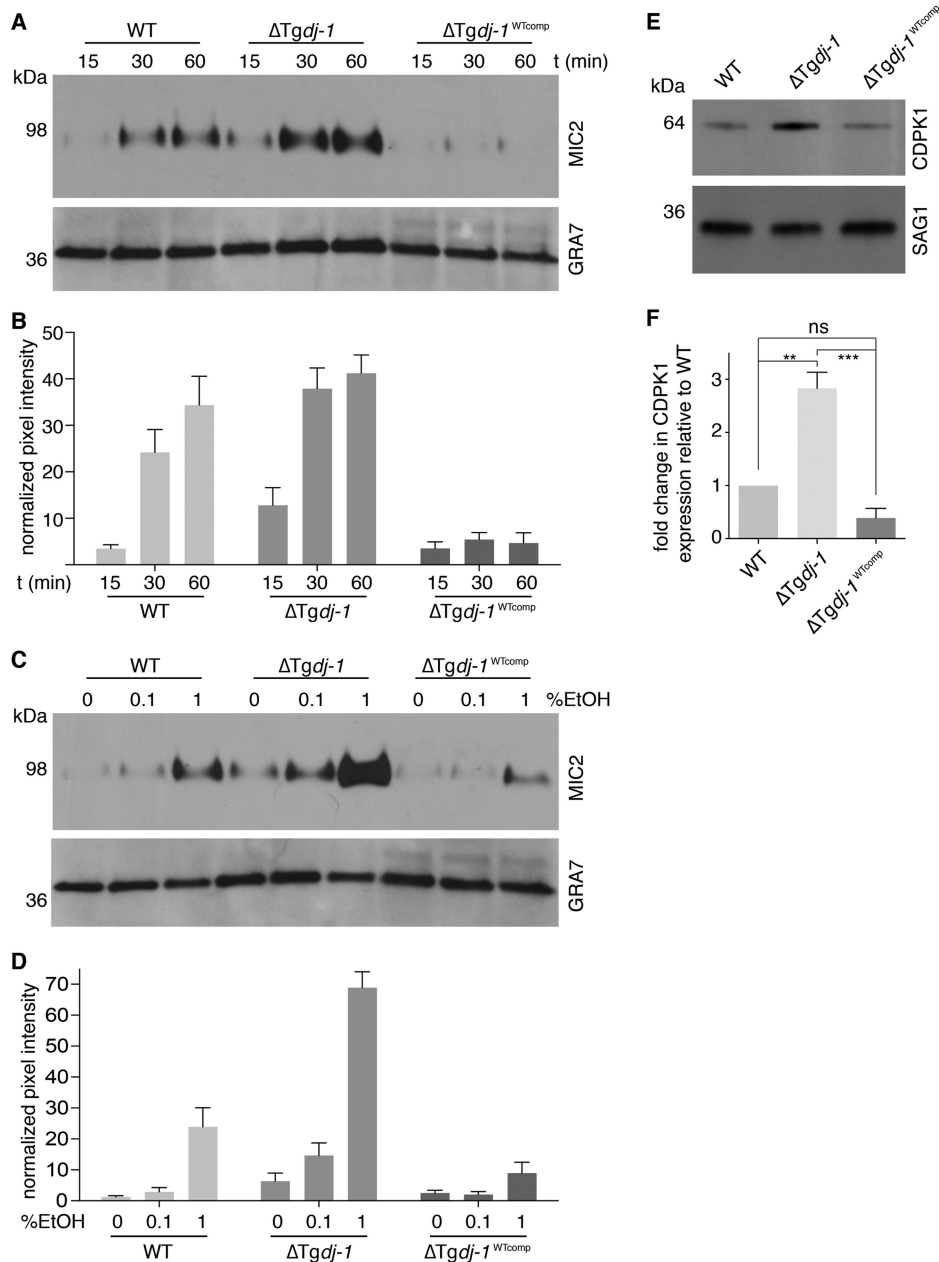 A
WT ΔTgdj-1 ΔTgdj-1 WTcomp
15 30 60 15 30 60 15 30 60 t (min)
kDa
98
MIC2
36
GRA7
B
normalized pixel intensity
50
40
30
20
10
t (min) 15 30 60 15 30 60 15 30 60
WT ΔTgdj-1 ΔTgdj-1 WTcomp
C
WT ΔTgdj-1 ΔTgdj-1 WTcomp
0 0.1 1 0 0.1 1 0 0.1 1 %EtOH
kDa
98
MIC2
36
GRA7
D
normalized pixel intensity
70
60
50
40
30
20
10
0
%EtOH 0 0.1 1 0 0.1 1 0 0.1 1
WT ΔTgdj-1 ΔTgdj-1 WTcomp
E
WT ΔTgdj-1 ΔTgdj-1 WTcomp
kDa
64
CDPK1
36
SAG1
F
fold change in CDPK1
expression relative to WT
ns
** ***
3
2
1
0
WT ΔTgdj-1 ΔTgdj-1 WTcomp